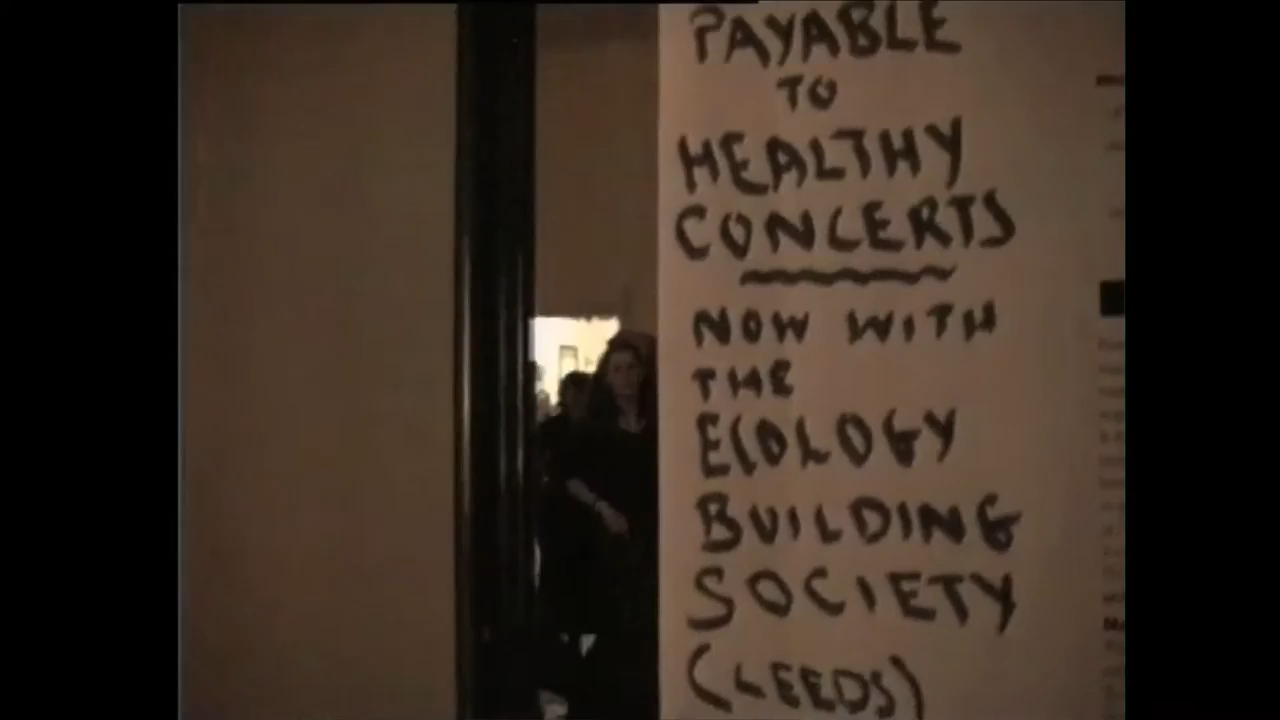 PAYABLE
TO
HEALTHY
CONCERTS
NOW WITH
THE
ECOLOGY
BUILDING
SOCIETY
(LEEDS)